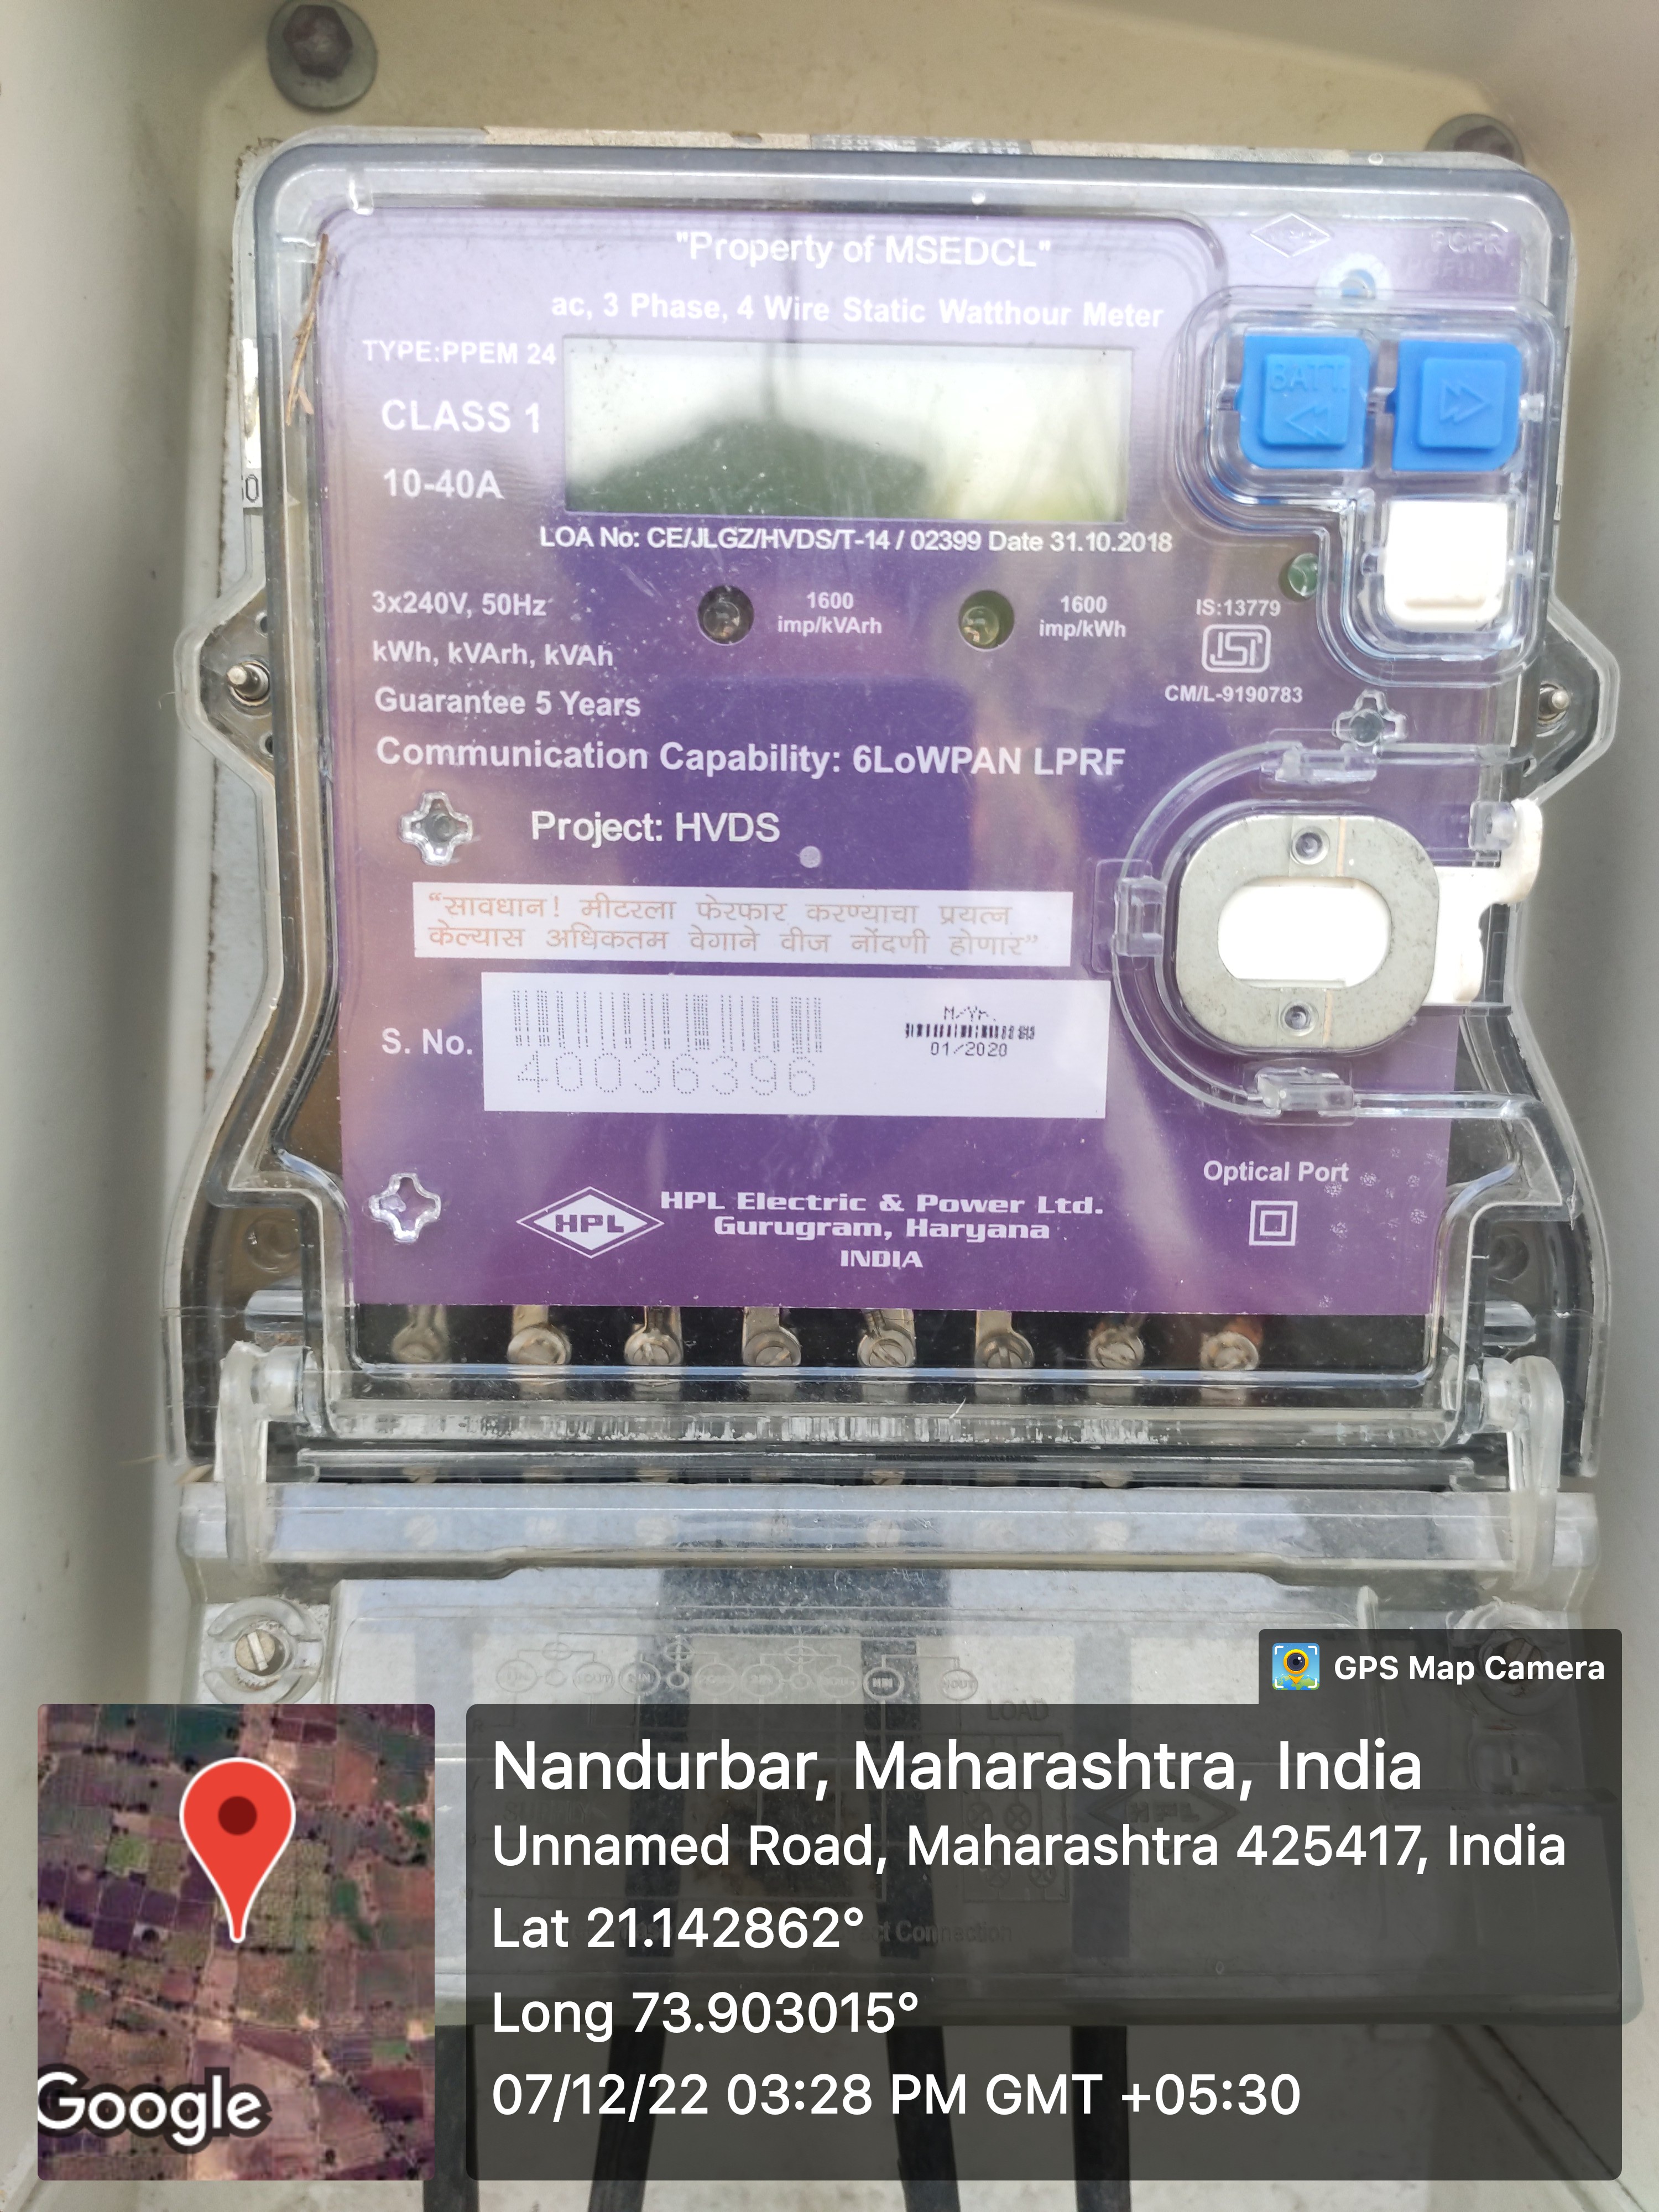 "Property of MSEDCL"
ac, 3 Phase, 4 Wire Static Watthour Meter
TYPE:PPEM 24
CLASS 1
10-40A
BATT.
LOA No: CE/JLGZ/HVDS/T-14 / 02399 Date 31.10.2018
3x240V, 50Hz
1600
imp/kVArh
1600
imp/kWh
IS:13779
ISI
CM/L-9190783
kWh, kVArh, kVAh
Guarantee 5 Years
Communication Capability: 6LoWPAN LPRF
Project: HVDS
“सावधान! मीटरला फेरफार करण्याचा प्रयत्न
केल्यास अधिकतम वेगाने वीज नोंदणी होणार”
S. No.
40036396
M/Yr.
01/2020
Optical Port
HPL
HPL Electric & Power Ltd.
Gurugram, Haryana
INDIA
LOAD
HPL
Connection
GPS Map Camera
Nandurbar, Maharashtra, India
Unnamed Road, Maharashtra 425417, India
Lat 21.142862°
Long 73.903015°
07/12/22 03:28 PM GMT +05:30
Google